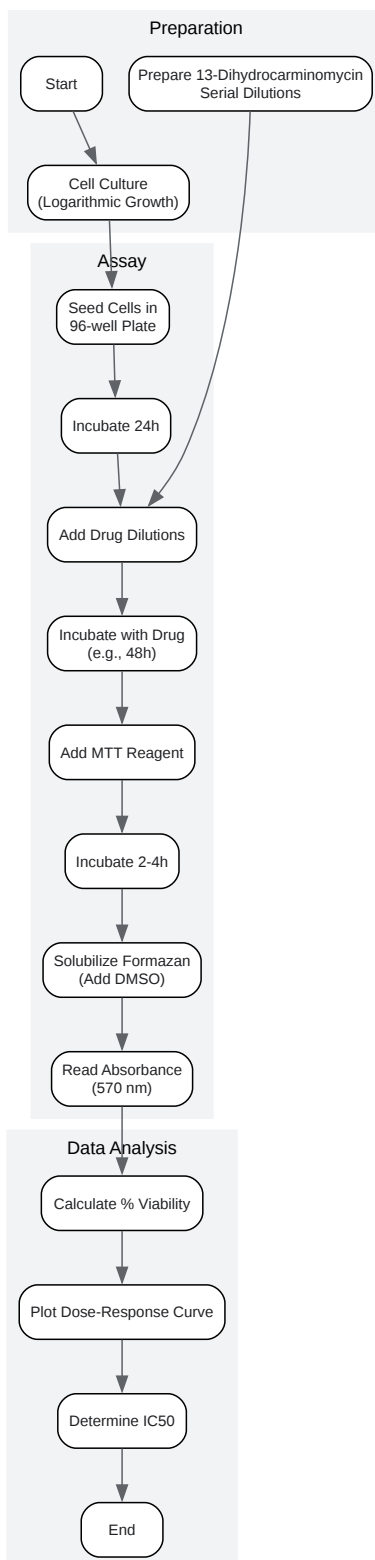 Preparation
Start
Prepare 13-Dihydrocarminomycin
Serial Dilutions
Cell Culture
(Logarithmic Growth)
Assay
Seed Cells in
96-well Plate
Incubate 24h
Add Drug Dilutions
Incubate with Drug
(e.g., 48h)
Add MTT Reagent
Incubate 2-4h
Solubilize Formazan
(Add DMSO)
Read Absorbance
(570 nm)
Data Analysis
Calculate % Viability
Plot Dose-Response Curve
Determine IC50
End